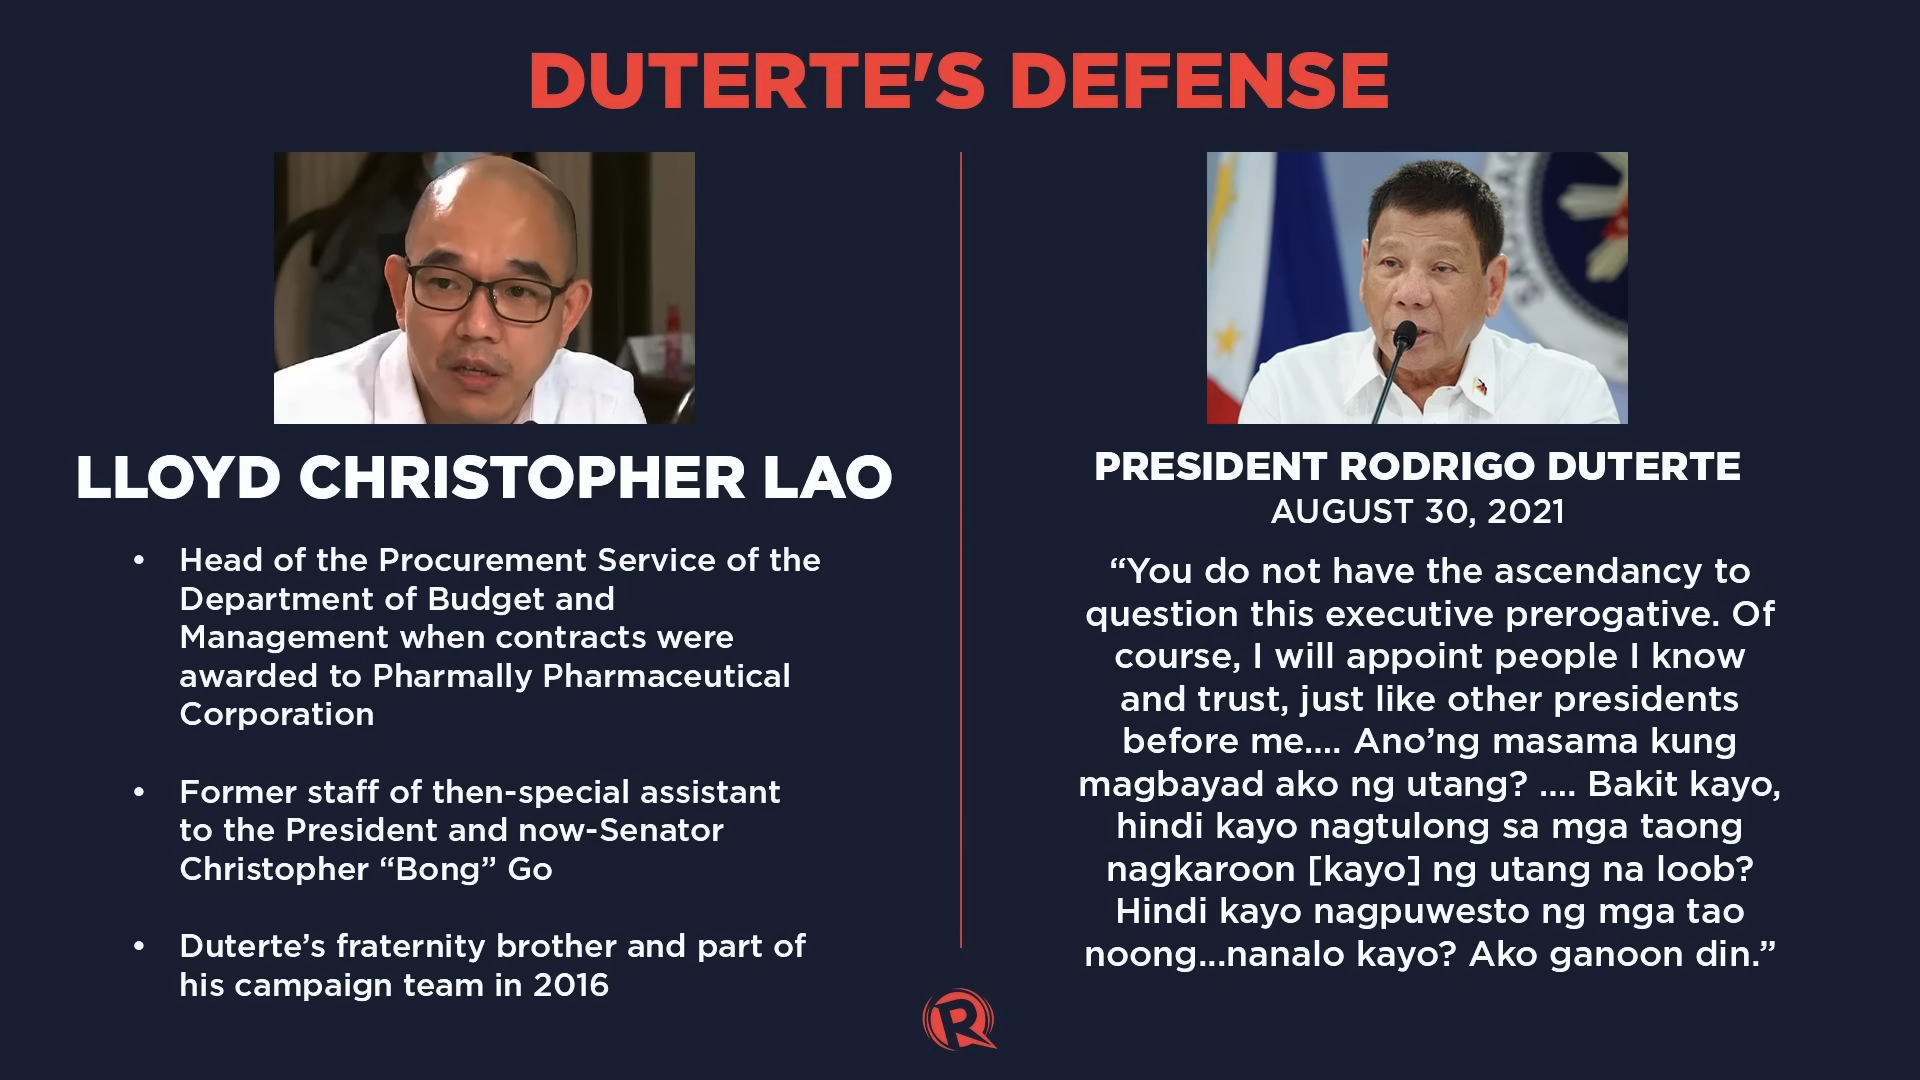 DUTERTE'S DEFENSE
LLOYD CHRISTOPHER LAO
• Head of the Procurement Service of the
Department of Budget and
Management when contracts were
awarded to Pharmally Pharmaceutical
Corporation
• Former staff of then-special assistant
to the President and now-Senator
Christopher “Bong” Go
• Duterte’s fraternity brother and part of
his campaign team in 2016
PRESIDENT RODRIGO DUTERTE
AUGUST 30, 2021
“You do not have the ascendancy to
question this executive prerogative. Of
course, I will appoint people I know
and trust, just like other presidents
before me.... Ano’ng masama kung
magbayad ako ng utang? .... Bakit kayo,
hindi kayo nagtulong sa mga taong
nagkaroon [kayo] ng utang na loob?
Hindi kayo nagpuwesto ng mga tao
noong...nanalo kayo? Ako ganoon din.”
R